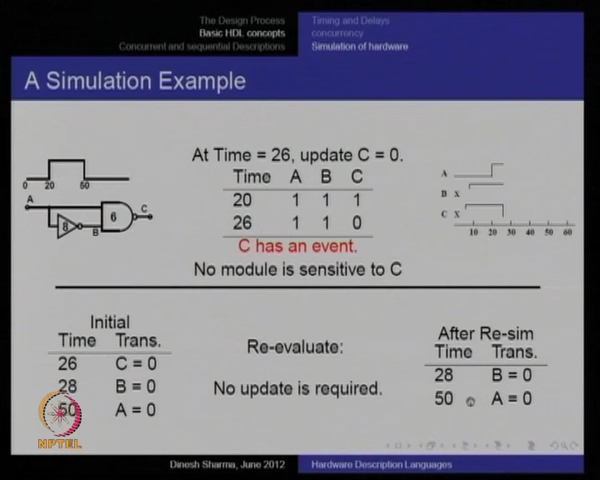 The Design Process
Basic HDL concepts
Concurrent and sequential Descriptions
Timing and Delays
concurrency
Simulation of hardware
A Simulation Example
0 20 50
A
8
B
6
C
At Time = 26, update C = 0.
Time A B C
20 1 1 1
26 1 1 0
C has an event.
No module is sensitive to C
A
B X
C X
10 20 30 40 50 60
Initial
Time Trans.
26 C = 0
28 B = 0
50 A = 0
Re-evaluate:
No update is required.
After Re-sim
Time Trans.
28 B = 0
50 A = 0
NPTEL
Dinesh Sharma, June 2012
Hardware Description Languages